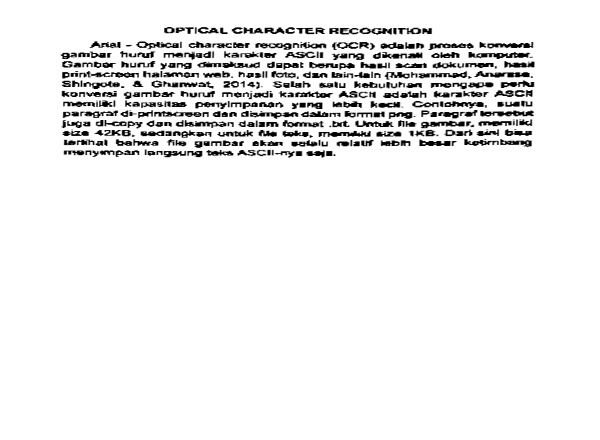 OPTICAL CHARACTER RECOGNITION
Arial - Optical character recognition (OCR) adalah proses konversi
gambar huruf menjadi karakter ASCII yang dikenali oleh komputer.
Gambar huruf yang dimaksud dapat berupa hasil scan dokumen, hasil
print-screen halaman web, hasil foto, dan lain-lain (Mohammad, Anarase,
Shingote, & Ghanwat, 2014). Salah satu kebutuhan mengapa perlu
konversi gambar huruf menjadi karakter ASCII adalah karakter ASCII
memiliki kapasitas penyimpanan yang lebih kecil. Contohnya, suatu
paragraf di-printscreen dan disimpan dalam format png. Paragraf tersebut
juga di-copy dan disimpan dalam format .txt. Untuk file gambar, memiliki
size 42KB, sedangkan untuk file teks, memiliki size 1KB. Dari sini bisa
terlihat bahwa file gambar akan selalu relatif lebih besar ketimbang
menyimpan langsung teks ASCII-nya saja.